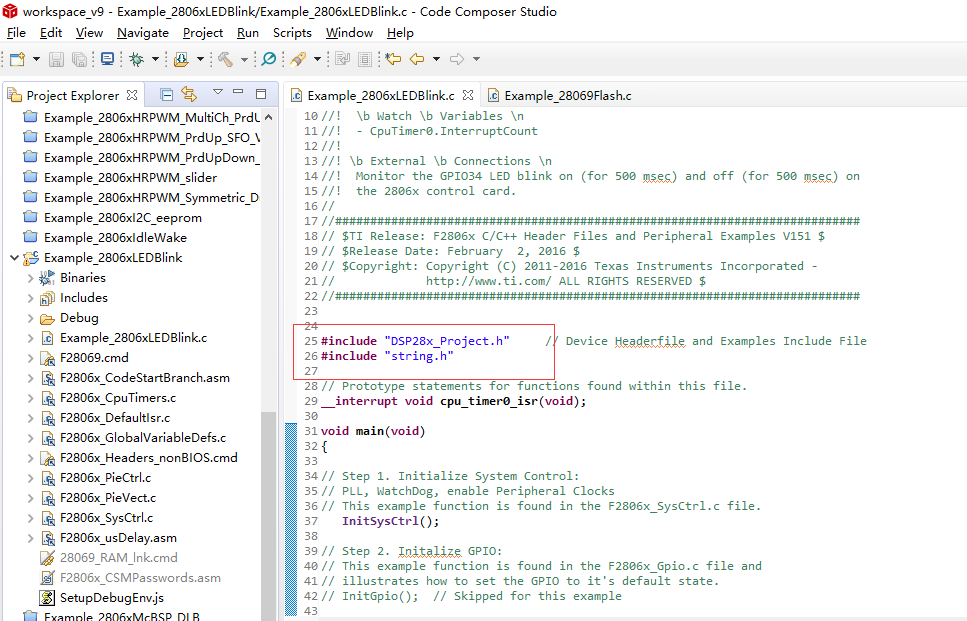 workspace_v9 - Example_2806xLEDBlink/Example_2806xLEDBlink.c - Code Composer Studio
File Edit View Navigate Project Run Scripts Window Help
Project Explorer
Example_2806xHRPWM_MultiCh_PrdU
Example_2806xHRPWM_PrdUp_SFO_V
Example_2806xHRPWM_PrdUpDown_
Example_2806xHRPWM_slider
Example_2806xHRPWM_Symmetric_D
Example_2806xI2C_eeprom
Example_2806xIdleWake
Example_2806xLEDBlink
Binaries
Includes
Debug
Example_2806xLEDBlink.c
F28069.cmd
F2806x_CodeStartBranch.asm
F2806x_CpuTimers.c
F2806x_DefaultIsr.c
F2806x_GlobalVariableDefs.c
F2806x_Headers_nonBIOS.cmd
F2806x_PieCtrl.c
F2806x_PieVect.c
F2806x_SysCtrl.c
F2806x_usDelay.asm
28069_RAM_lnk.cmd
F2806x_CSMPasswords.asm
SetupDebugEnv.js
Example_2806xMcBSP_DLB
Example_2806xLEDBlink.c Example_28069Flash.c
10 //! \b Watch \b Variables \n
11 //! - CpuTimer0.InterruptCount
12 //!
13 //! \b External \b Connections \n
14 //! Monitor the GPIO34 LED blink on (for 500 msec) and off (for 500 msec) on
15 //! the 2806x control card.
16 //
17 //###########################################################################
18 // $TI Release: F2806x C/C++ Header Files and Peripheral Examples V151 $
19 // $Release Date: February  2, 2016 $
20 // $Copyright: Copyright (C) 2011-2016 Texas Instruments Incorporated -
21 //             http://www.ti.com/ ALL RIGHTS RESERVED $
22 //###########################################################################
23
24
25 #include "DSP28x_Project.h"     // Device Headerfile and Examples Include File
26 #include "string.h"
27
28 // Prototype statements for functions found within this file.
29 __interrupt void cpu_timer0_isr(void);
30
31 void main(void)
32 {
33
34 // Step 1. Initialize System Control:
35 // PLL, WatchDog, enable Peripheral Clocks
36 // This example function is found in the F2806x_SysCtrl.c file.
37    InitSysCtrl();
38
39 // Step 2. Initalize GPIO:
40 // This example function is found in the F2806x_Gpio.c file and
41 // illustrates how to set the GPIO to it's default state.
42 // InitGpio();  // Skipped for this example
43